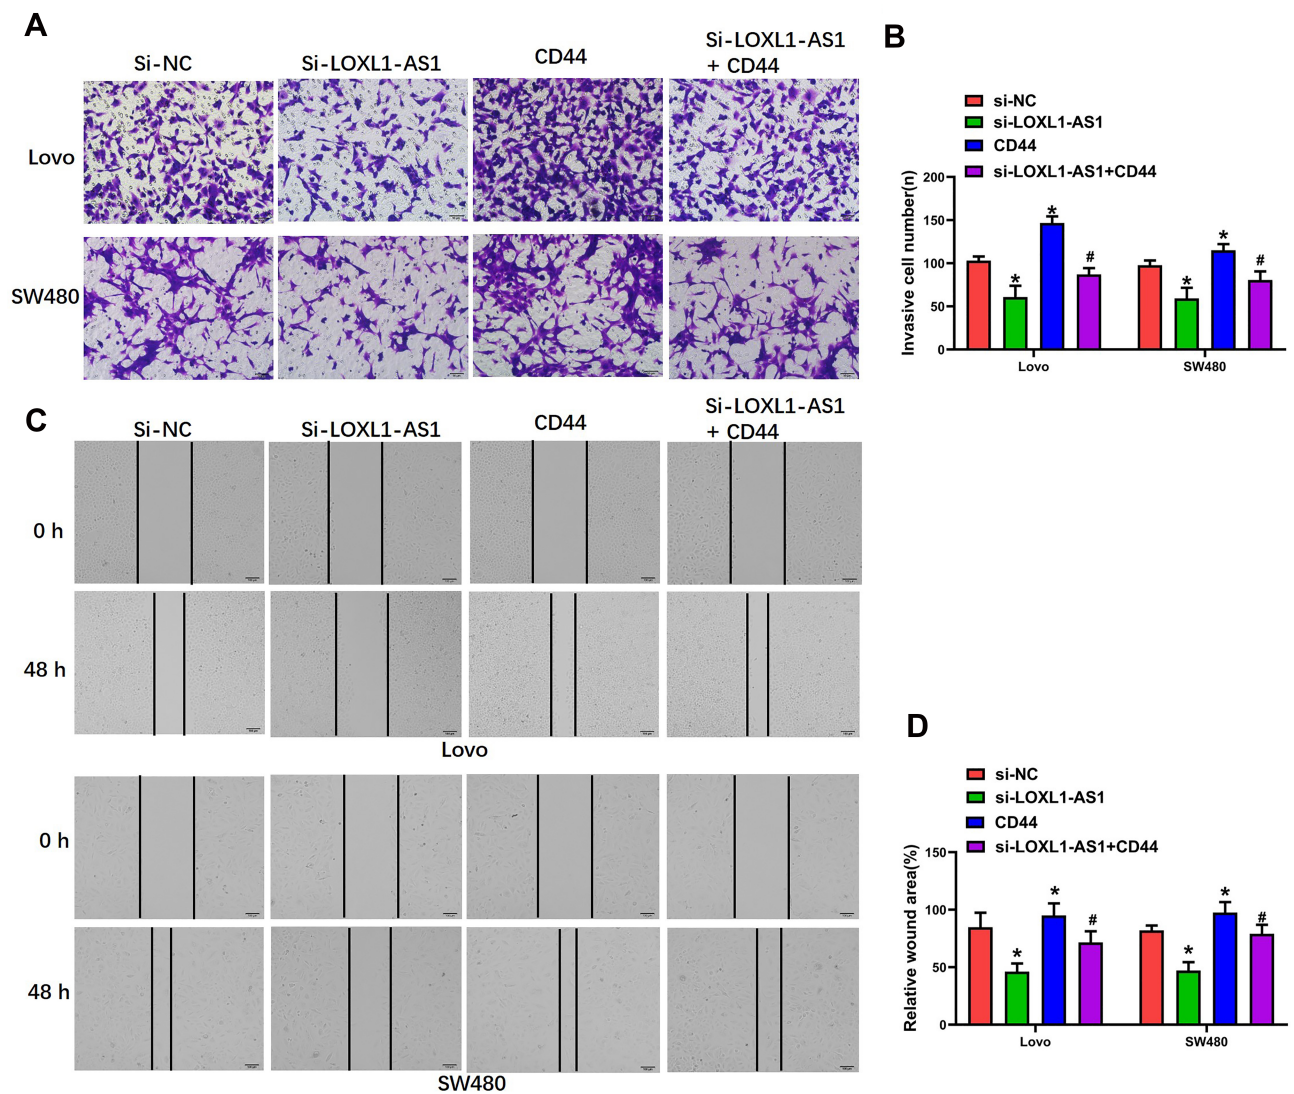 A
Si-NC
Si-LOXL1-AS1
CD44
Si-LOXL1-AS1
+ CD44
Lovo
SW480
B
si-NC
si-LOXL1-AS1
CD44
si-LOXL1-AS1+CD44
Invasive cell number(n)
200
150
100
50
0
*
*
#
*
*
#
Lovo
SW480
C
Si-NC
Si-LOXL1-AS1
CD44
Si-LOXL1-AS1
+ CD44
0 h
48 h
Lovo
0 h
48 h
SW480
D
si-NC
si-LOXL1-AS1
CD44
si-LOXL1-AS1+CD44
Relative wound area(%)
150
100
50
0
*
*
#
*
*
#
Lovo
SW480